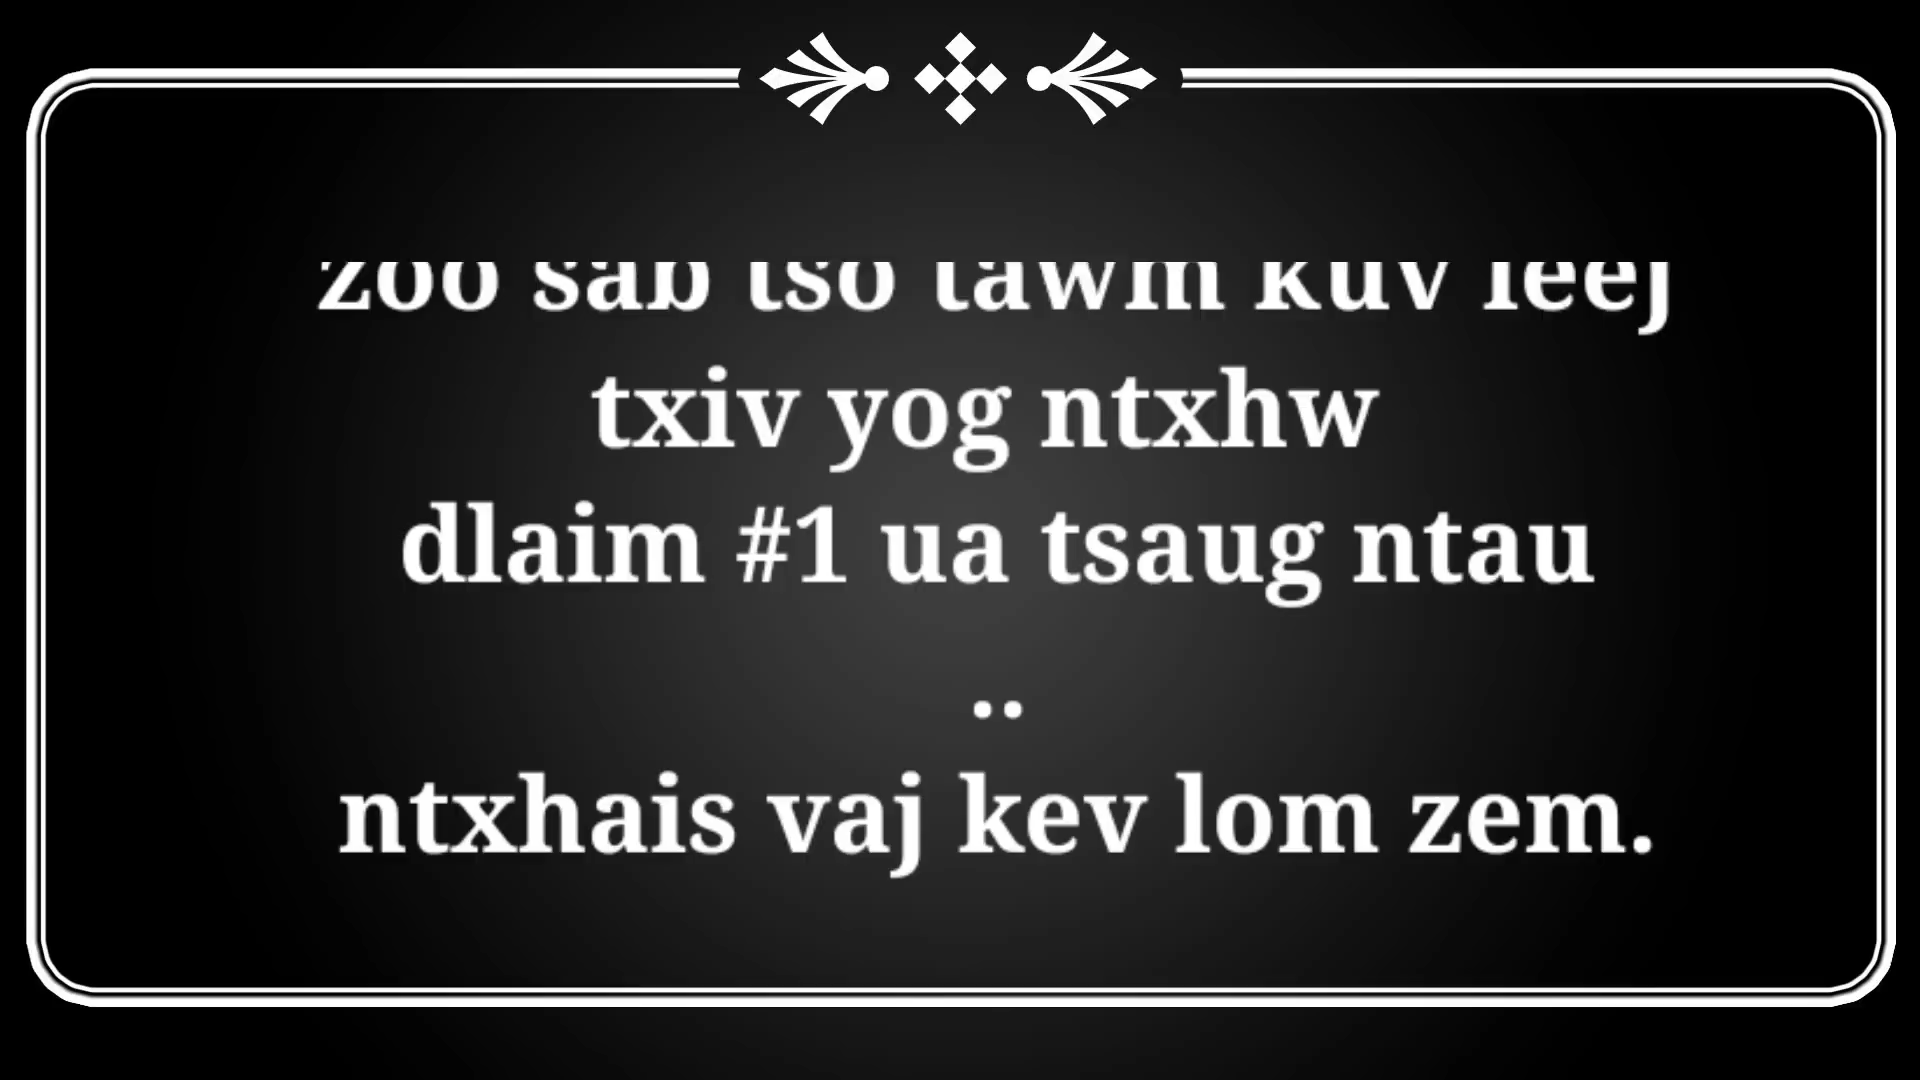 zoo sab tso tawm kuv leej
txiv yog ntxhw
dlaim #1 ua tsaug ntau
..
ntxhais vaj kev lom zem.